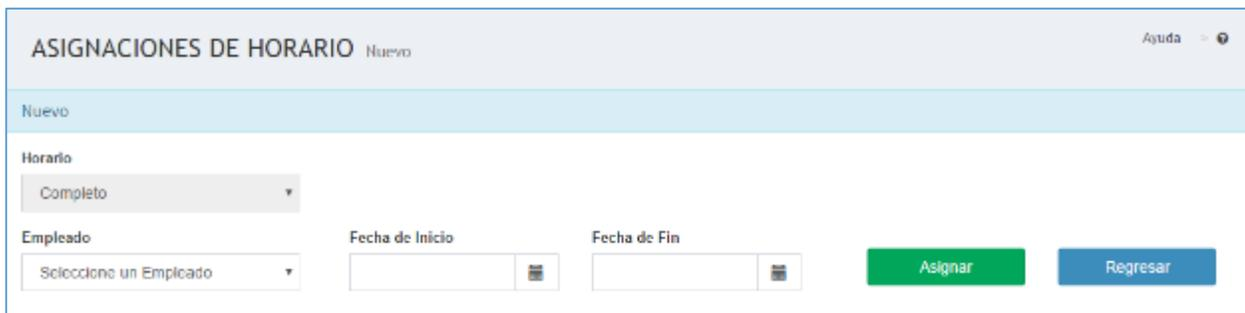 ASIGNACIONES DE HORARIO Nuevo
Ayuda > ?
Nuevo
Horario
Completo
Empleado Fecha de Inicio Fecha de Fin
Seleccione un Empleado Asignar Regresar